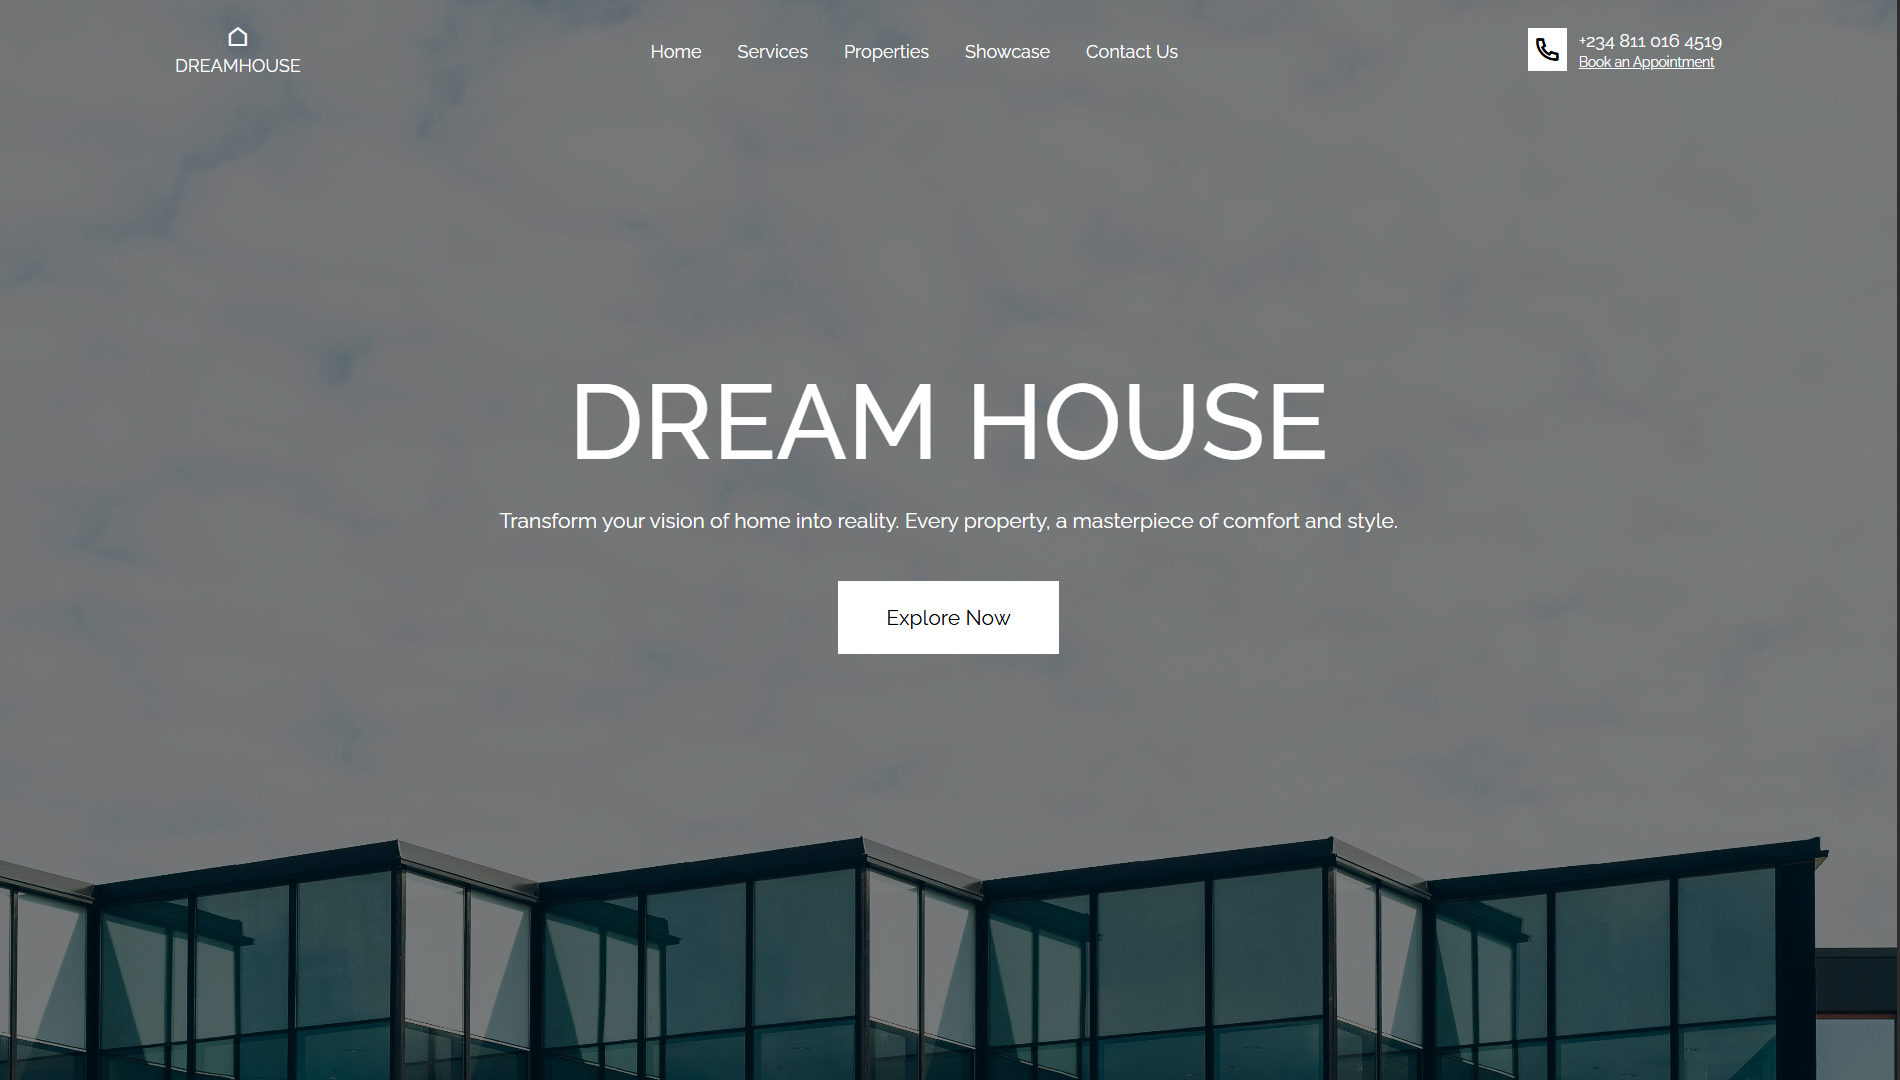 DREAMHOUSE
Home Services Properties Showcase Contact Us
+234 811 016 4519
Book an Appointment
DREAM HOUSE
Transform your vision of home into reality. Every property, a masterpiece of comfort and style.
Explore Now